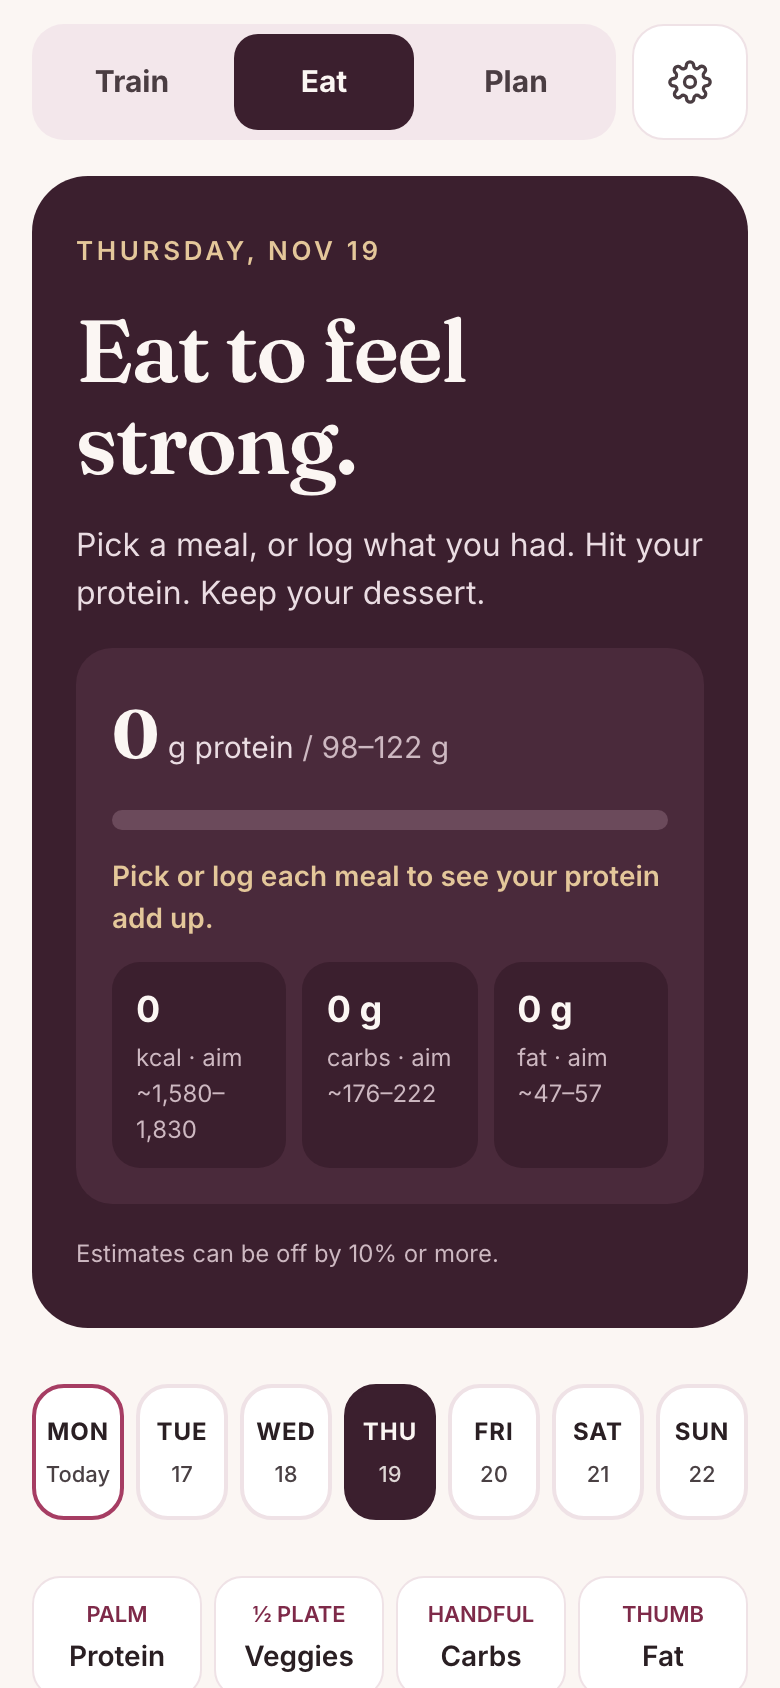 Train
Eat
Plan
THURSDAY, NOV 19
Eat to feel
strong.
Pick a meal, or log what you had. Hit your
protein. Keep your dessert.
0 g protein / 98–122 g
Pick or log each meal to see your protein
add up.
0
kcal · aim
~1,580–
1,830
0 g
carbs · aim
~176–222
0 g
fat · aim
~47–57
Estimates can be off by 10% or more.
MON
Today
TUE
17
WED
18
THU
19
FRI
20
SAT
21
SUN
22
PALM
Protein
½ PLATE
Veggies
HANDFUL
Carbs
THUMB
Fat